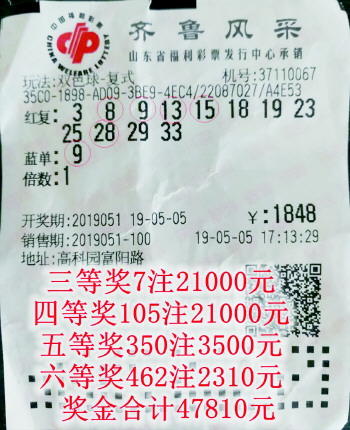 中国福利彩票
CHINA WELFARE LOTTERY
齐鲁风采
山东省福利彩票发行中心承销
玩法:双色球-复式 机号:37110067
35C0-1898-AD09-3BE9-4EC4/22087027/A4E53
红复:3 8 9 13 15 18 19 23
25 28 29 33
蓝单:9
倍数:1
开奖期:2019051 19-05-05 ¥:1848
销售期:2019051-100 19-05-05 17:13:29
地址:高科园富阳路
三等奖7注21000元
四等奖105注21000元
五等奖350注3500元
六等奖462注2310元
奖金合计47810元